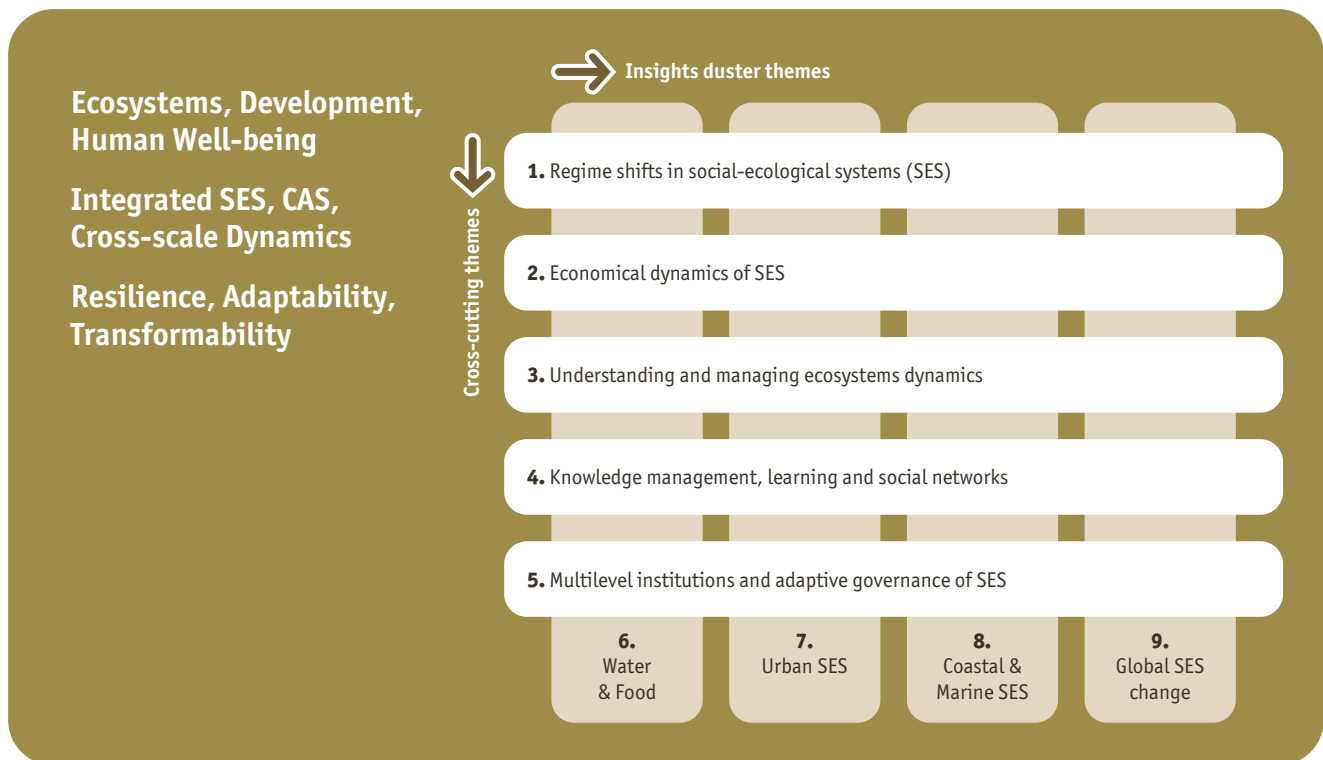 Ecosystems, Development,
Human Well-being
Integrated SES, CAS,
Cross-scale Dynamics
Resilience, Adaptability,
Transformability
Insights duster themes
Cross-cutting themes
1. Regime shifts in social-ecological systems (SES)
2. Economical dynamics of SES
3. Understanding and managing ecosystems dynamics
4. Knowledge management, learning and social networks
5. Multilevel institutions and adaptive governance of SES
6.
Water
& Food
7.
Urban SES
8.
Coastal &
Marine SES
9.
Global SES
change